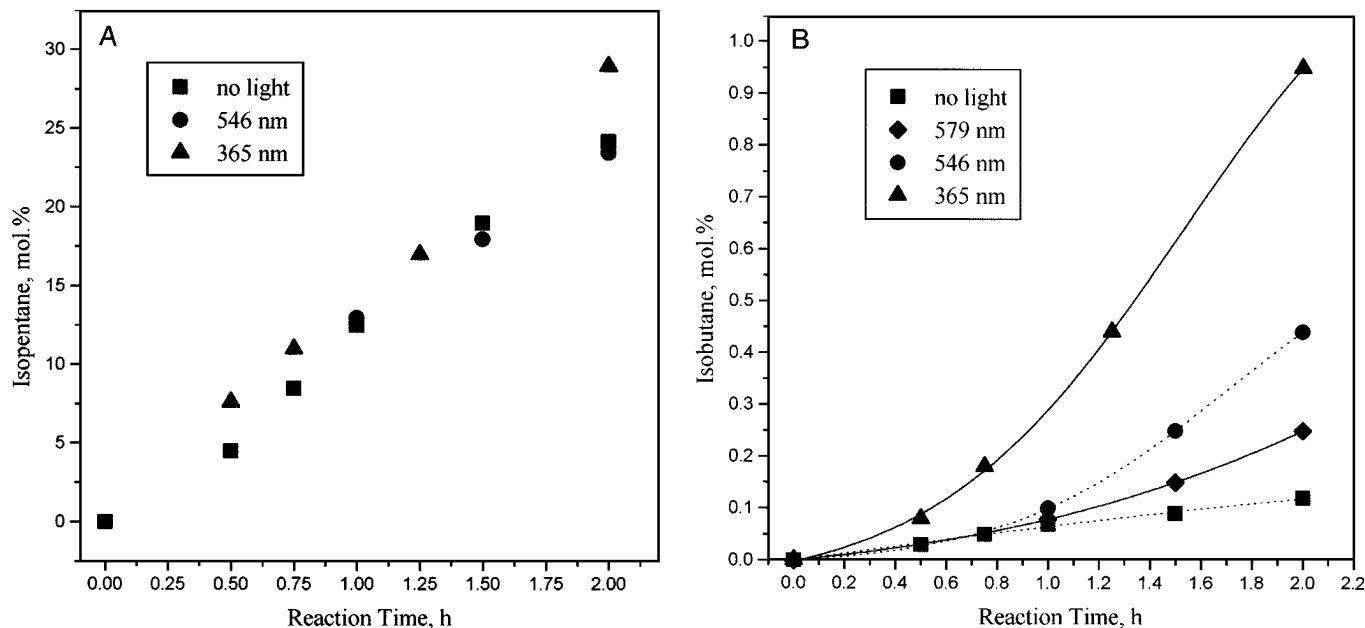 A
no light
546 nm
365 nm
30
25
20
15
10
5
0
Isopentane, mol.%
0.00 0.25 0.50 0.75 1.00 1.25 1.50 1.75 2.00
Reaction Time, h
B
no light
579 nm
546 nm
365 nm
1.0
0.9
0.8
0.7
0.6
0.5
0.4
0.3
0.2
0.1
0.0
Isobutane, mol.%
0.0 0.2 0.4 0.6 0.8 1.0 1.2 1.4 1.6 1.8 2.0 2.2
Reaction Time, h